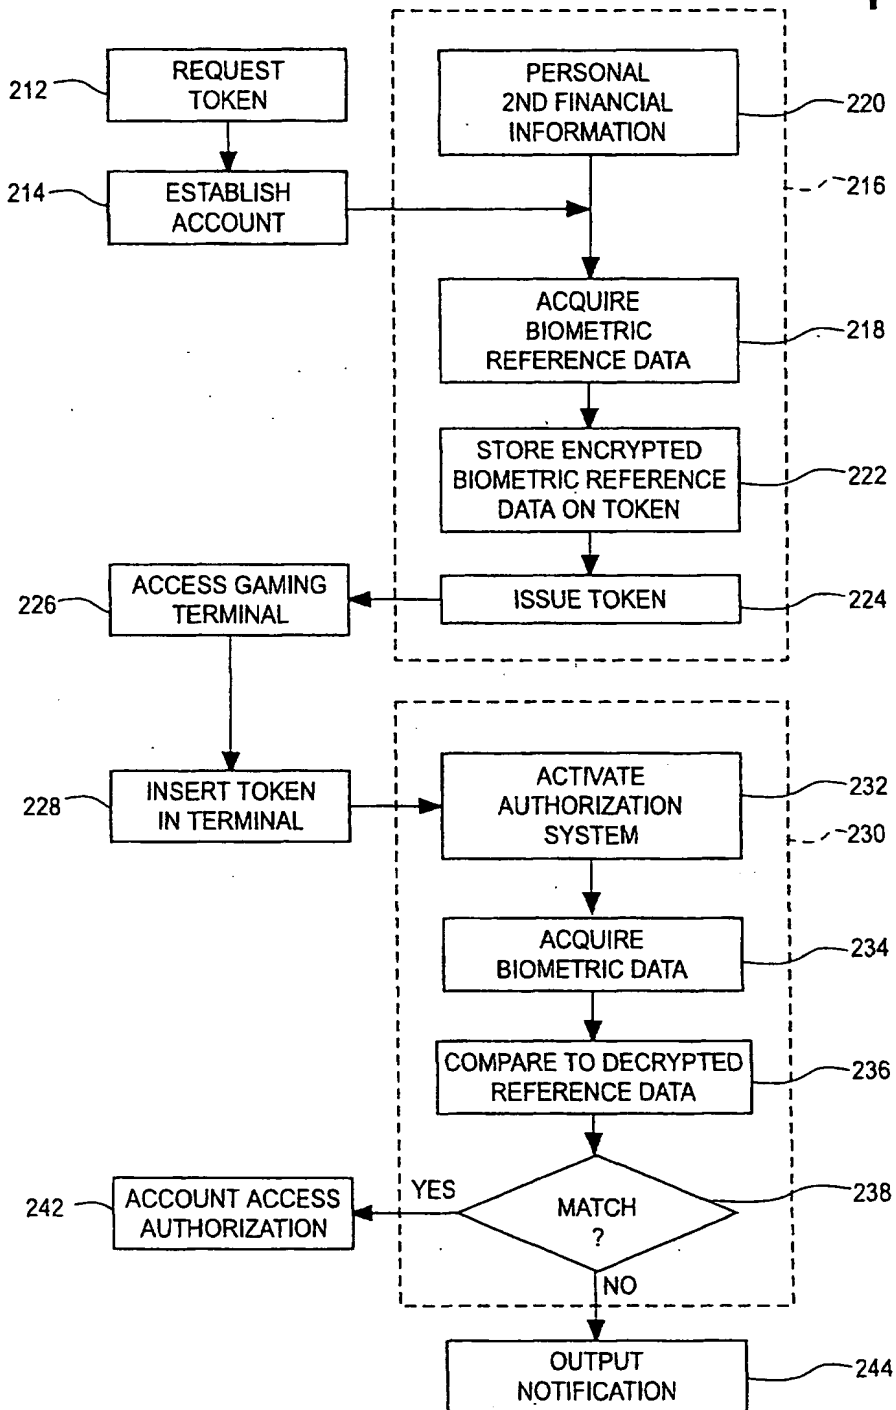 212
REQUEST
TOKEN
PERSONAL
2ND FINANCIAL
INFORMATION
220
214
ESTABLISH
ACCOUNT
216
ACQUIRE
BIOMETRIC
REFERENCE DATA
218
STORE ENCRYPTED
BIOMETRIC REFERENCE
DATA ON TOKEN
222
226
ACCESS GAMING
TERMINAL
ISSUE TOKEN
224
228
INSERT TOKEN
IN TERMINAL
ACTIVATE
AUTHORIZATION
SYSTEM
232
230
ACQUIRE
BIOMETRIC DATA
234
COMPARE TO DECRYPTED
REFERENCE DATA
236
242
ACCOUNT ACCESS
AUTHORIZATION
YES
MATCH
?
238
NO
OUTPUT
NOTIFICATION
244